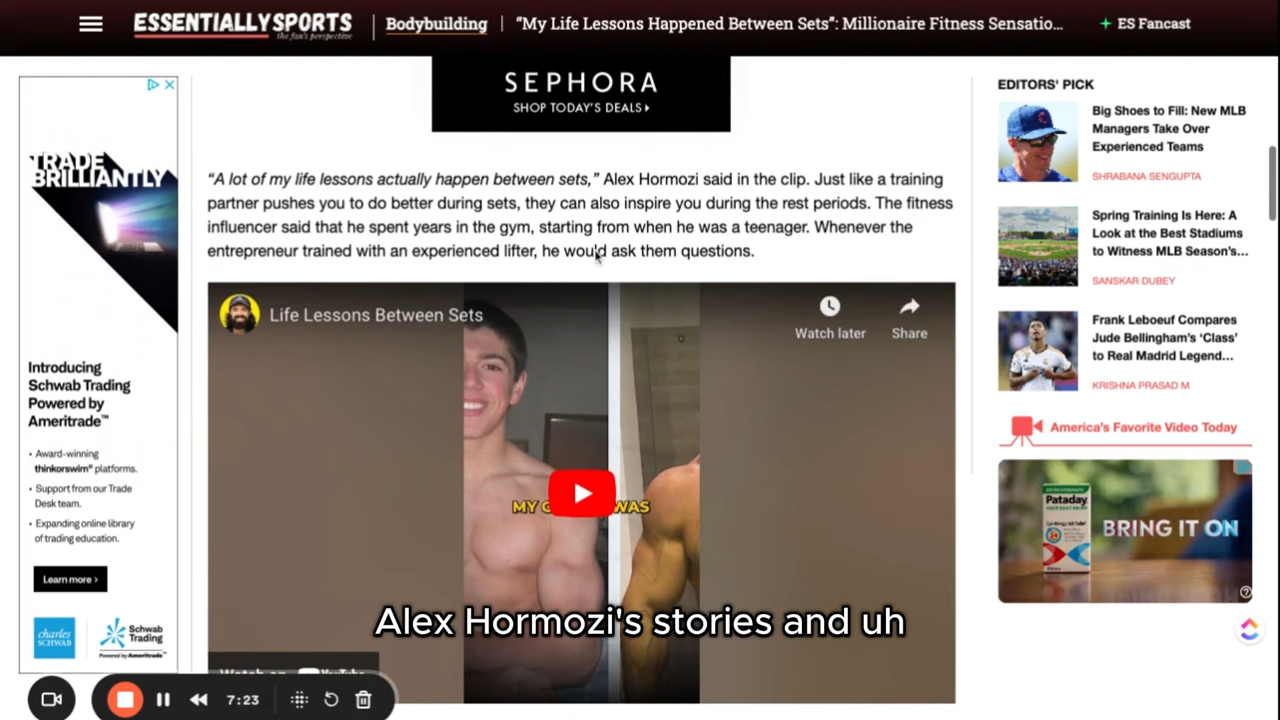 ESSENTIALLYSPORTS
the fan's perspective
Bodybuilding
“My Life Lessons Happened Between Sets”: Millionaire Fitness Sensatio...
ES Fancast
SEPHORA
SHOP TODAY'S DEALS
TRADE
BRILLIANTLY
Introducing
Schwab Trading
Powered by
Ameritrade™
• Award-winning
thinkorswim® platforms.
• Support from our Trade
Desk team.
• Expanding online library
of trading education.
Learn more >
charles
SCHWAB
Schwab
Trading
Powered by Ameritrade™
“A lot of my life lessons actually happen between sets,” Alex Hormozi said in the clip. Just like a training
partner pushes you to do better during sets, they can also inspire you during the rest periods. The fitness
influencer said that he spent years in the gym, starting from when he was a teenager. Whenever the
entrepreneur trained with an experienced lifter, he would ask them questions.
Life Lessons Between Sets
Watch later
Share
MY
WAS
Alex Hormozi's stories and uh
Watch on YouTube
7:23
EDITORS' PICK
Big Shoes to Fill: New MLB
Managers Take Over
Experienced Teams
SHRABANA SENGUPTA
Spring Training Is Here: A
Look at the Best Stadiums
to Witness MLB Season's...
SANSKAR DUBEY
Frank Leboeuf Compares
Jude Bellingham's ‘Class’
to Real Madrid Legend...
KRISHNA PRASAD M
America's Favorite Video Today
Pataday
BRING IT ON